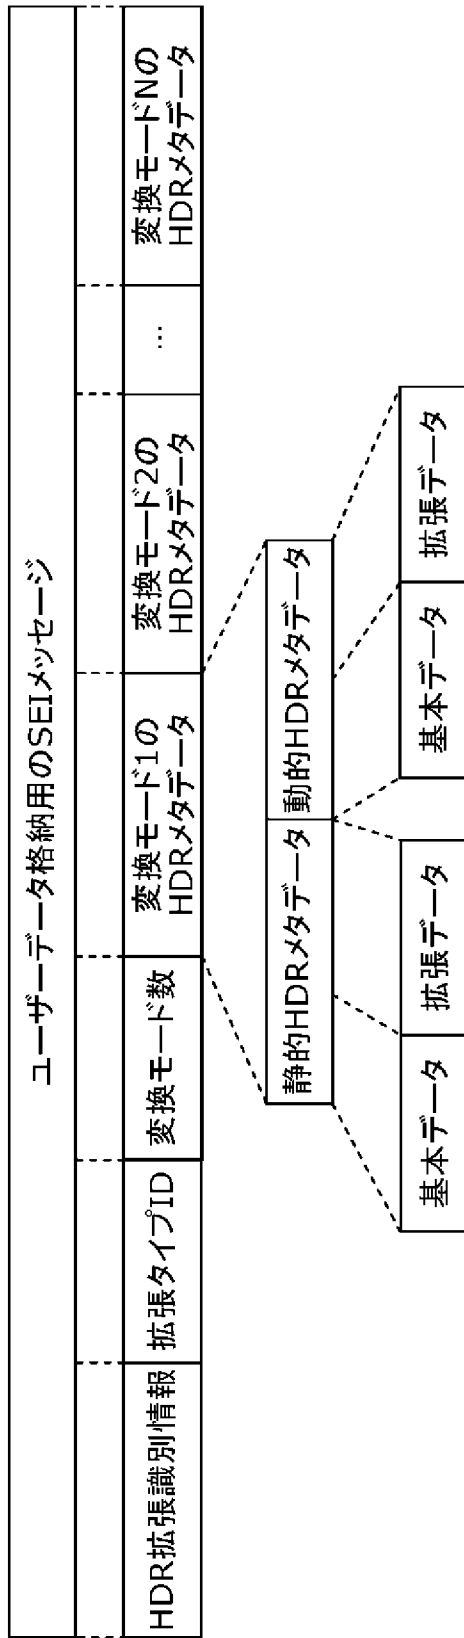 ユーザーデータ格納用のSEIメッセージ
HDR拡張識別情報
拡張タイプID
変換モード数
変換モード1の
HDRメタデータ
変換モード2の
HDRメタデータ
…
変換モードNの
HDRメタデータ
静的HDRメタデータ
動的HDRメタデータ
基本データ
拡張データ
基本データ
拡張データ